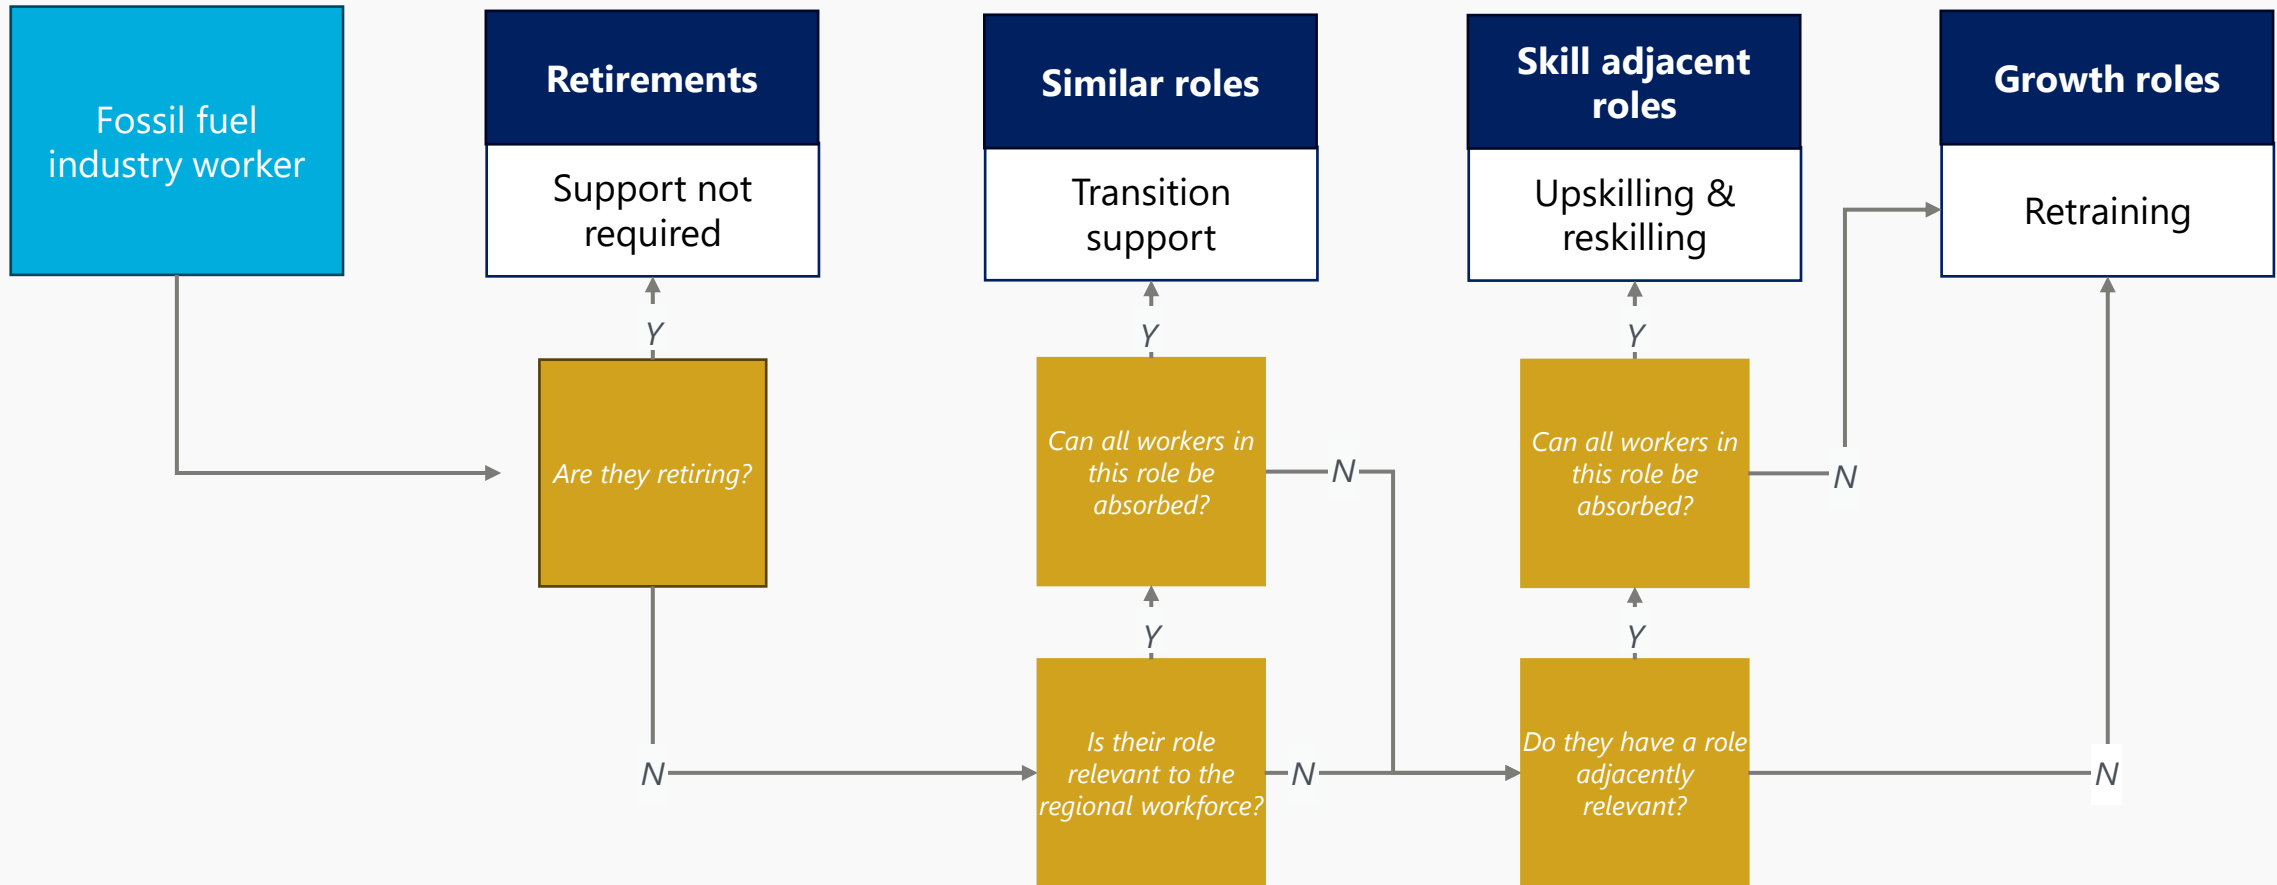 Fossil fuel
industry worker
Retirements
Support not
required
Similar roles
Transition
support
Skill adjacent
roles
Upskilling &
reskilling
Growth roles
Retraining
Y
Y
Y
Are they retiring?
Can all workers in
this role be
absorbed?
N
Can all workers in
this role be
absorbed?
N
Y
Y
N
Is their role
relevant to the
regional workforce?
N
Do they have a role
adjacently
relevant?
N